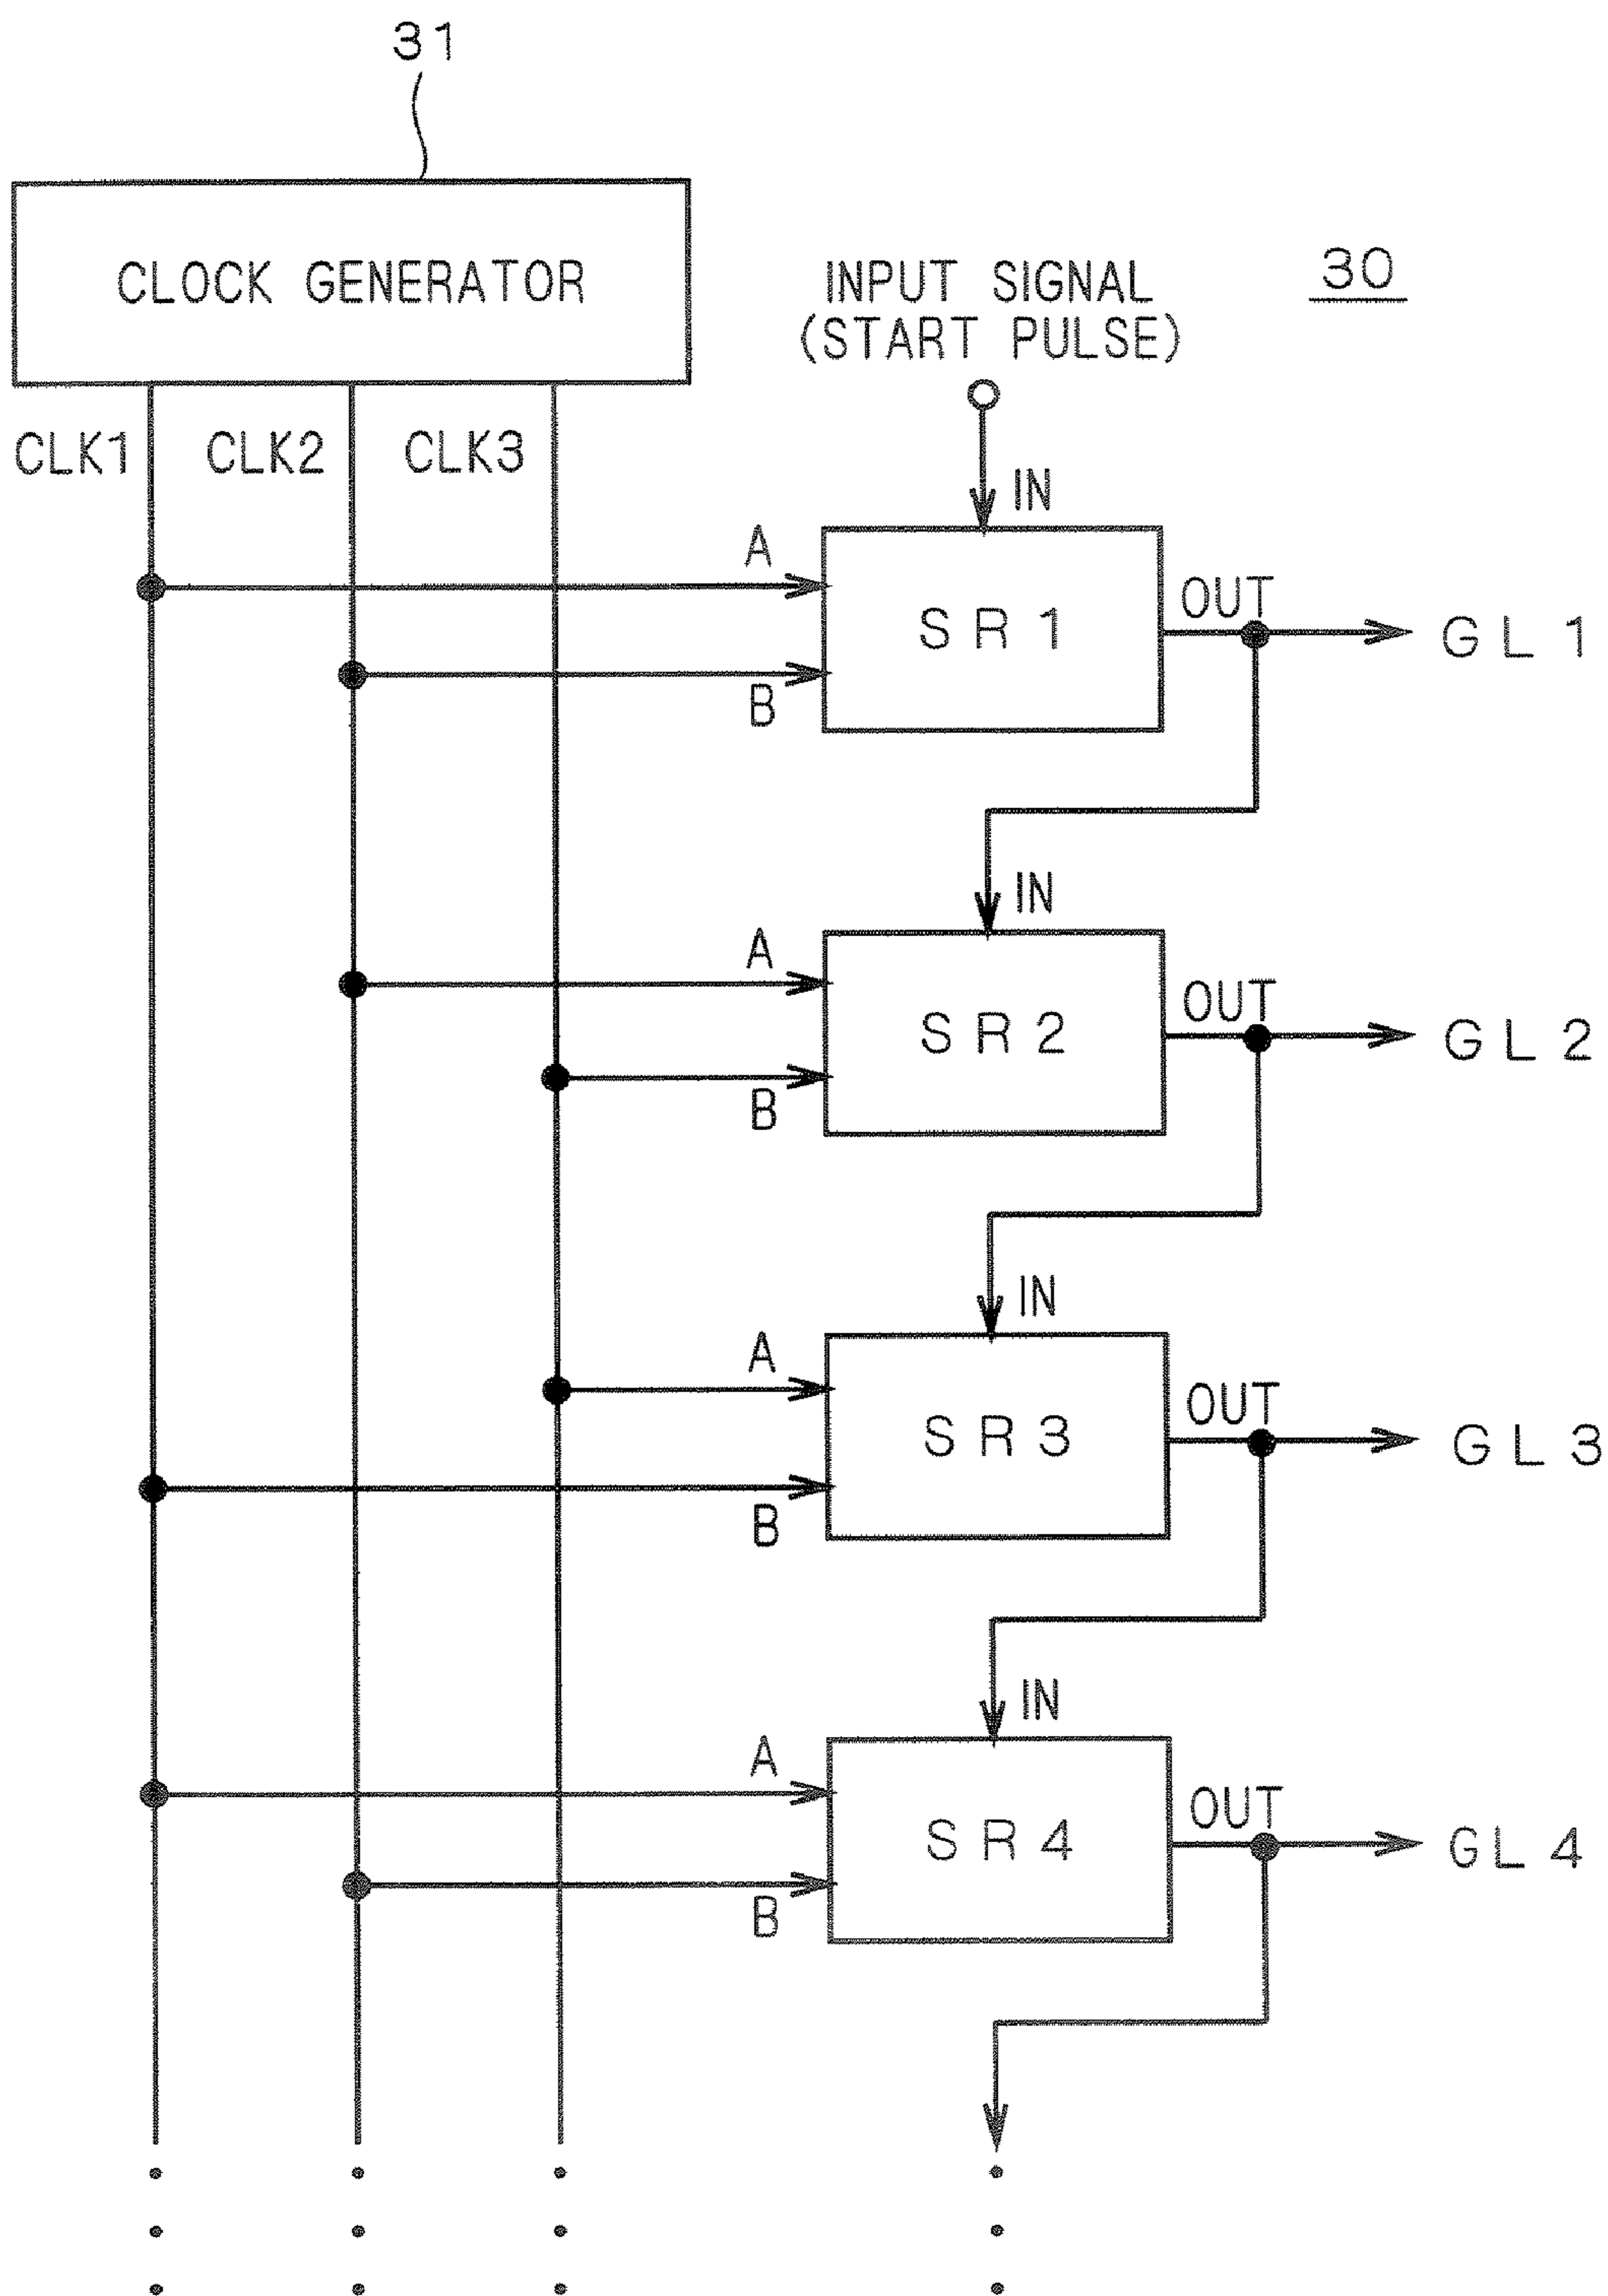 31
CLOCK GENERATOR
INPUT SIGNAL
(START PULSE)
30
CLK1
CLK2
CLK3
IN
A
SR1
OUT
GL1
B
IN
A
SR2
OUT
GL2
B
IN
A
SR3
OUT
GL3
B
IN
A
SR4
OUT
GL4
B